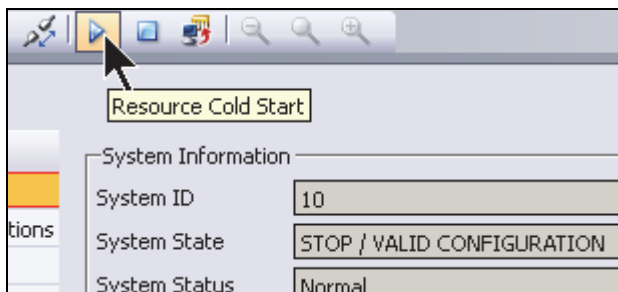 Resource Cold Start
System Information
System ID 10
tions
System State STOP / VALID CONFIGURATION
System Status Normal